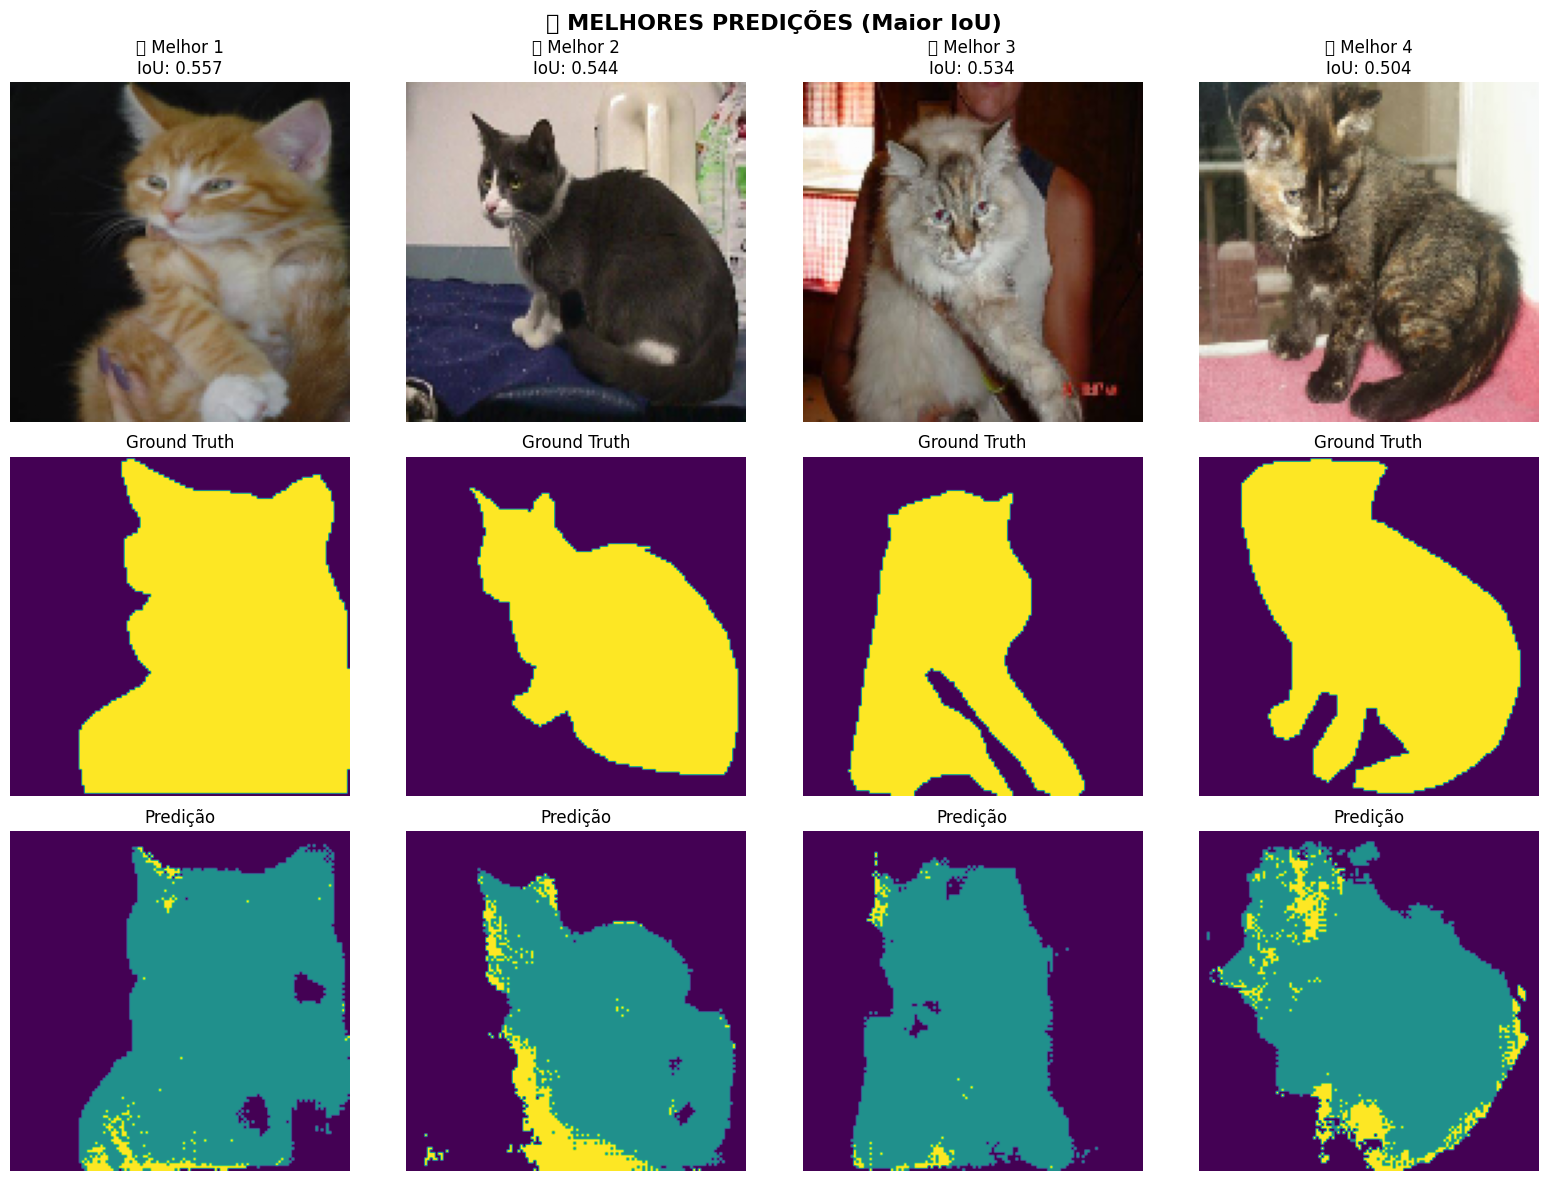 MELHORES PREDIÇÕES (Maior IoU)
Melhor 1
IoU: 0.557
Melhor 2
IoU: 0.544
Melhor 3
IoU: 0.534
Melhor 4
IoU: 0.504
Ground Truth
Ground Truth
Ground Truth
Ground Truth
Predição
Predição
Predição
Predição